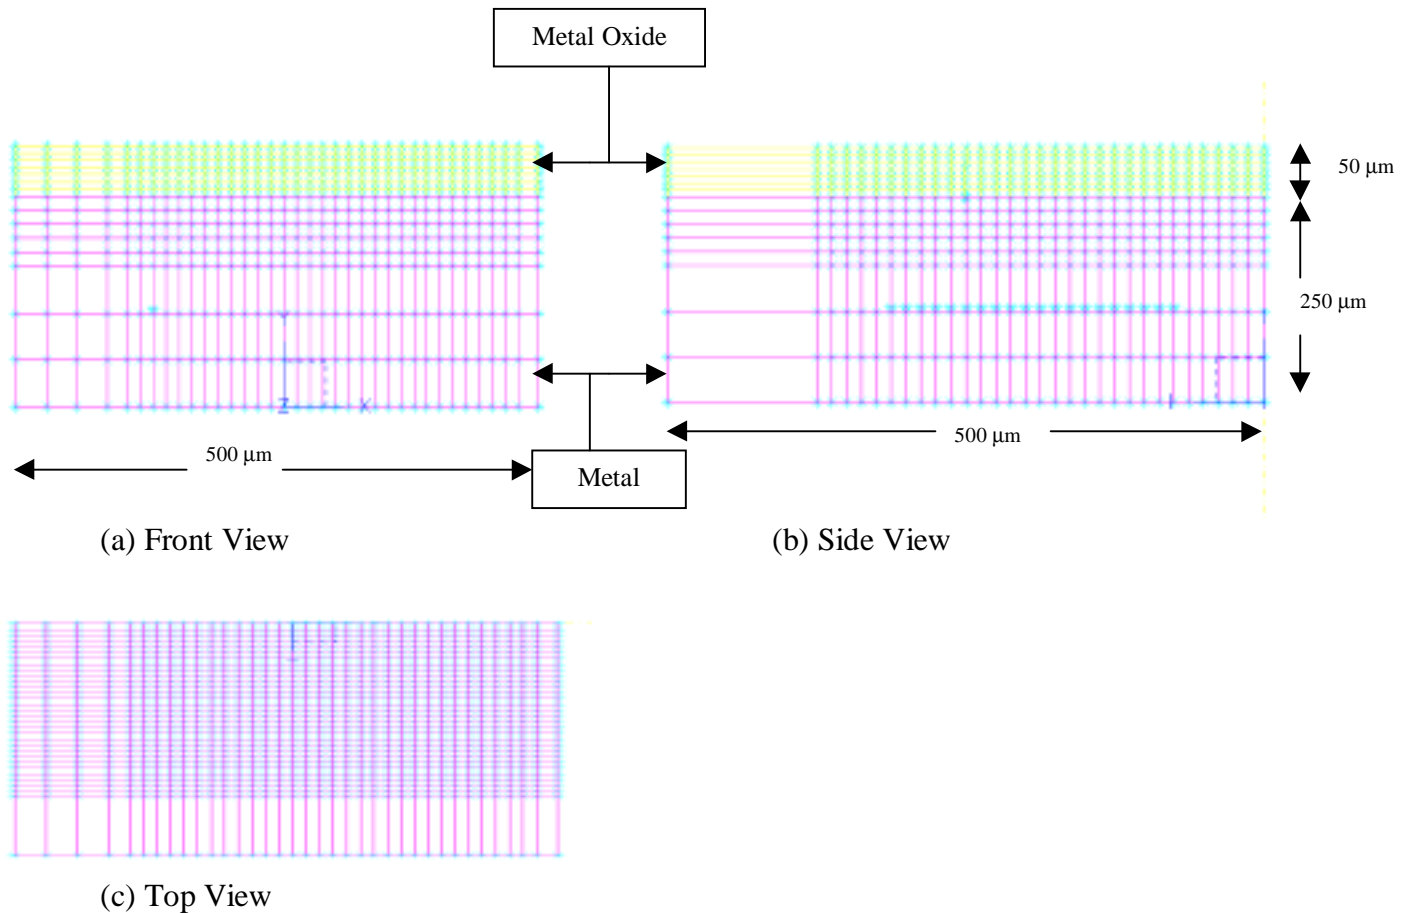 Metal Oxide
50 μm
250 μm
Y
Z
X
500 μm
500 μm
Metal
(a) Front View
(b) Side View
(c) Top View